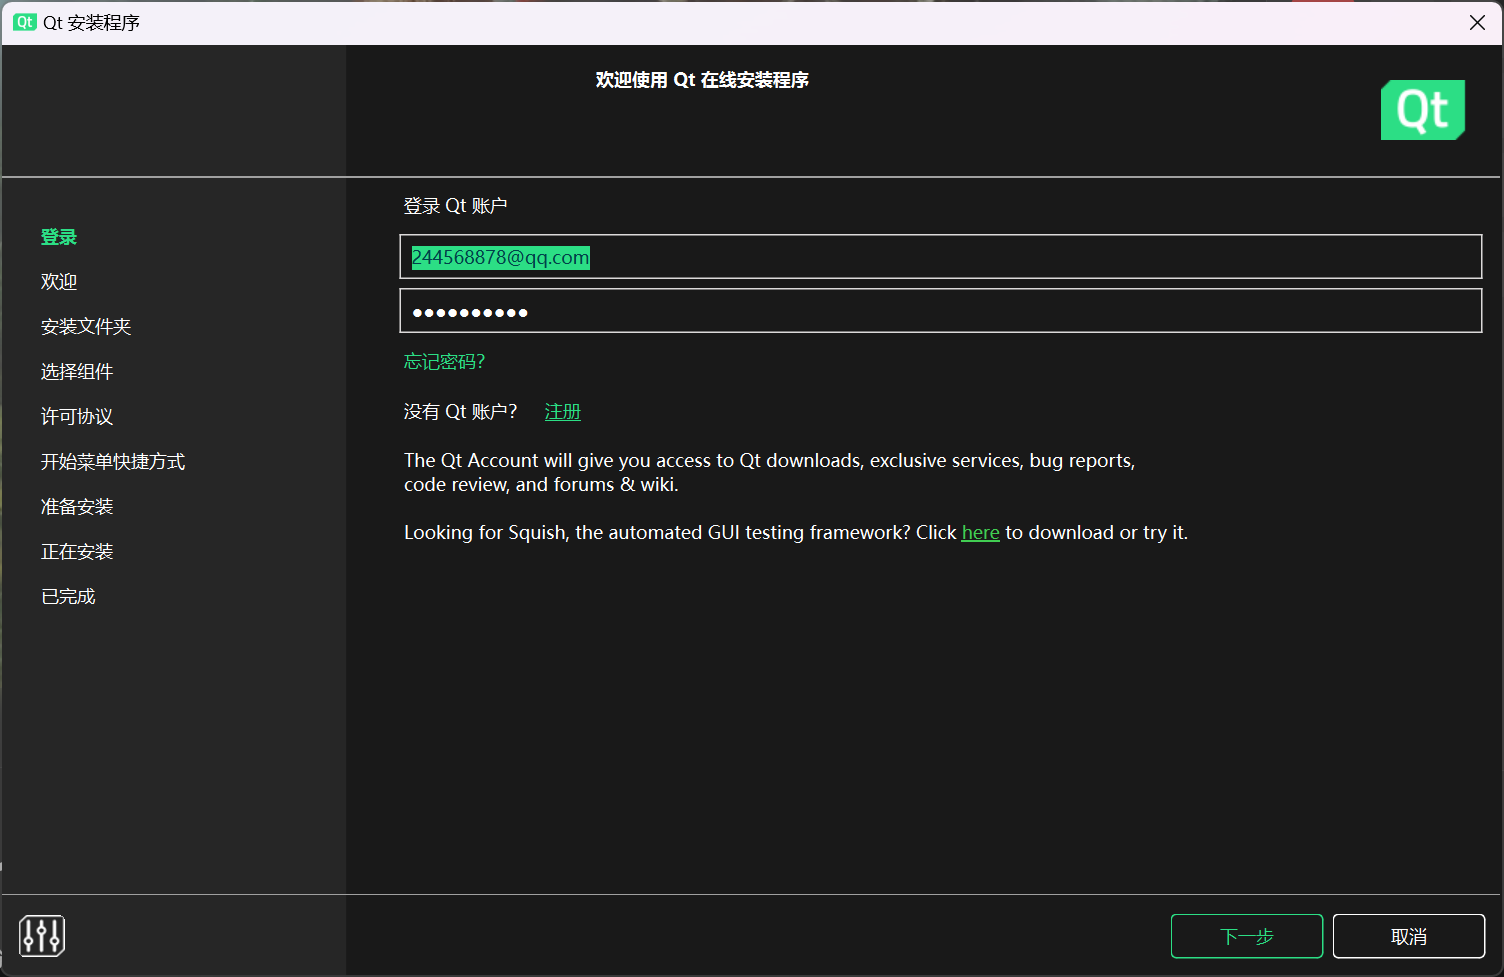 Qt Qt 安装程序
欢迎使用 Qt 在线安装程序
Qt
登录
欢迎
安装文件夹
选择组件
许可协议
开始菜单快捷方式
准备安装
正在安装
已完成
登录 Qt 账户
244568878@qq.com
●●●●●●●●●●
忘记密码?
没有 Qt 账户? 注册
The Qt Account will give you access to Qt downloads, exclusive services, bug reports,
code review, and forums & wiki.
Looking for Squish, the automated GUI testing framework? Click here to download or try it.
下一步 取消